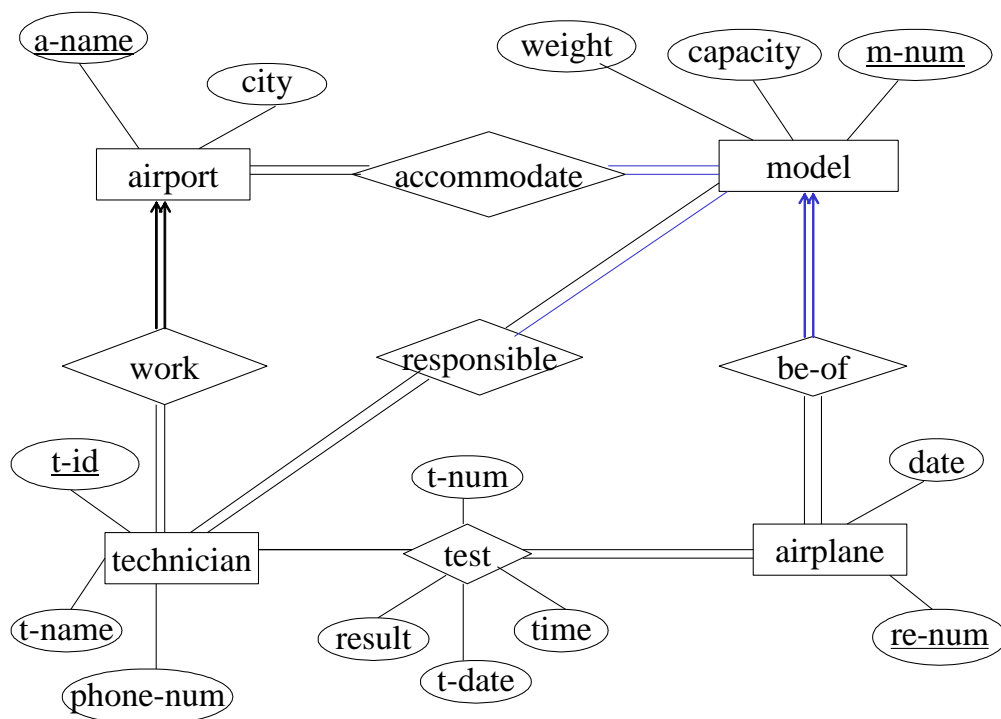 a-name
weight
capacity
m-num
city
airport
accommodate
model
work
responsible
be-of
t-id
t-num
date
technician
test
airplane
t-name
result
time
re-num
t-date
phone-num